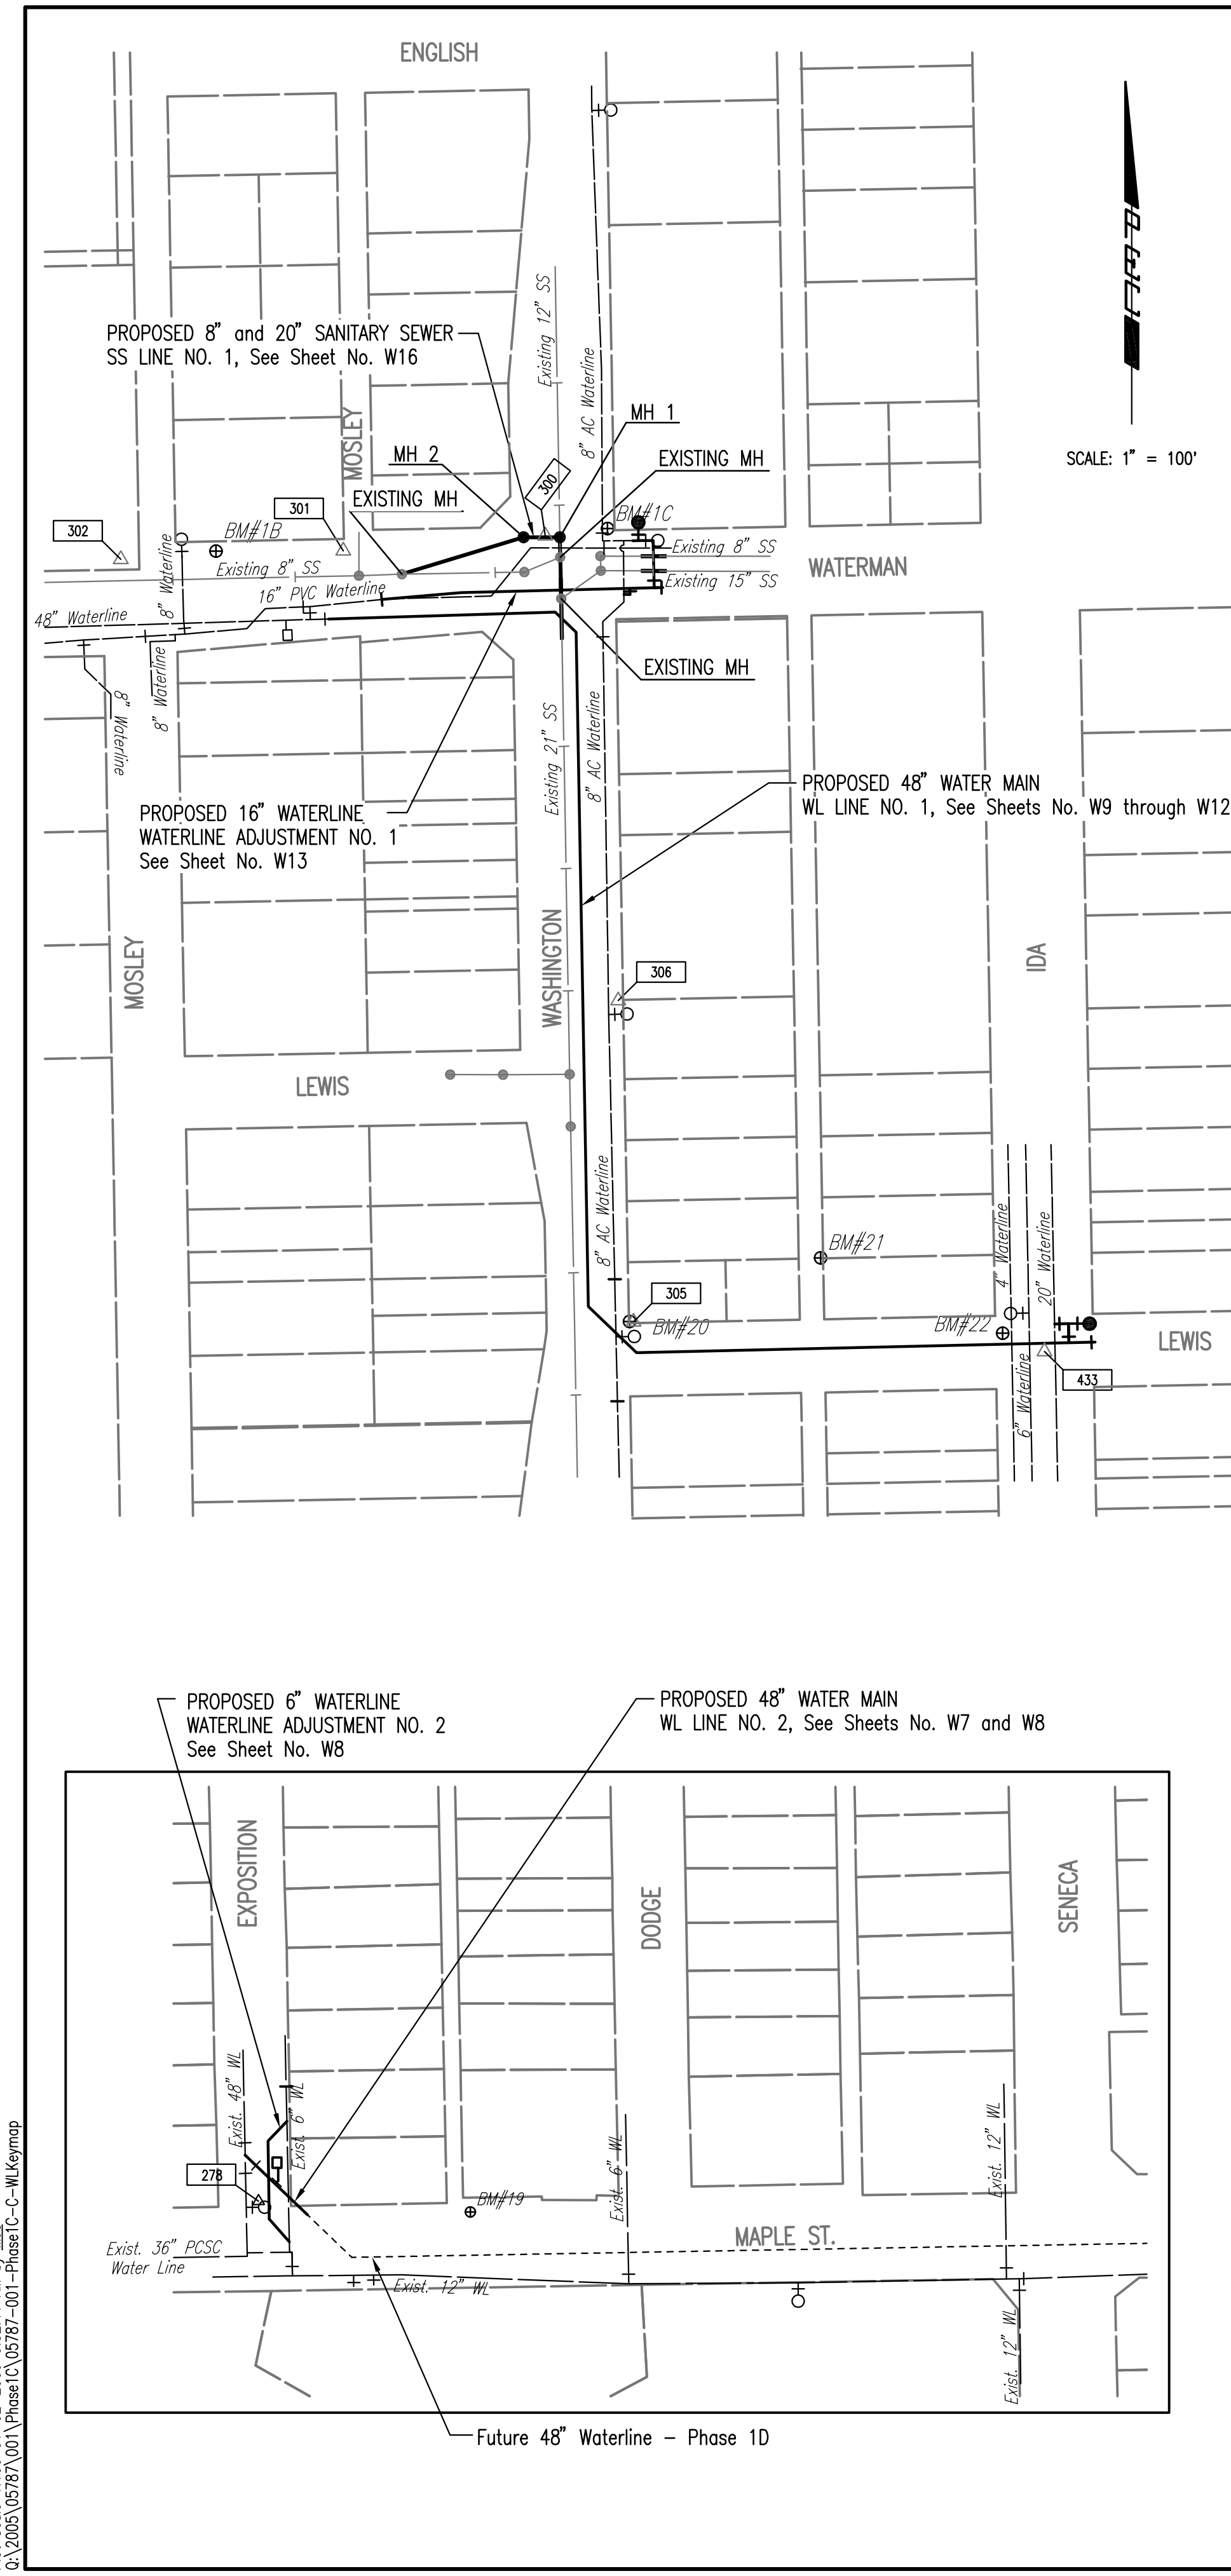 ENGLISH
PROPOSED 8" and 20" SANITARY SEWER
SS LINE NO. 1, See Sheet No. W16
Existing 12" SS
8" AC Waterline
MOSLEY
MH 1
MH 2
300
EXISTING MH
EXISTING MH
SCALE: 1" = 100'
301
302
BM#1B
BM#1C
8" Waterline
Existing 8" SS
Existing 8" SS
WATERMAN
16" PVC Waterline
Existing 15" SS
48" Waterline
8" Waterline
8" Waterline
EXISTING MH
Existing 21" SS
8" AC Waterline
PROPOSED 48" WATER MAIN
WL LINE NO. 1, See Sheets No. W9 through W12
PROPOSED 16" WATERLINE
WATERLINE ADJUSTMENT NO. 1
See Sheet No. W13
MOSLEY
WASHINGTON
IDA
306
LEWIS
8" AC Waterline
BM#21
4" Waterline
20" Waterline
305
BM#20
BM#22
LEWIS
6" Waterline
433
PROPOSED 6" WATERLINE
WATERLINE ADJUSTMENT NO. 2
See Sheet No. W8
PROPOSED 48" WATER MAIN
WL LINE NO. 2, See Sheets No. W7 and W8
EXPOSITION
DODGE
SENECA
Exist. 48" WL
Exist. 6" WL
Exist. 6" WL
Exist. 12" WL
278
BM#19
MAPLE ST.
Exist. 36" PCSC
Water Line
Exist. 12" WL
Exist. 12" WL
Future 48" Waterline – Phase 1D
Q:\2005\05787\001\Phase1C\05787-001-Phase1C-C-WLKeymap